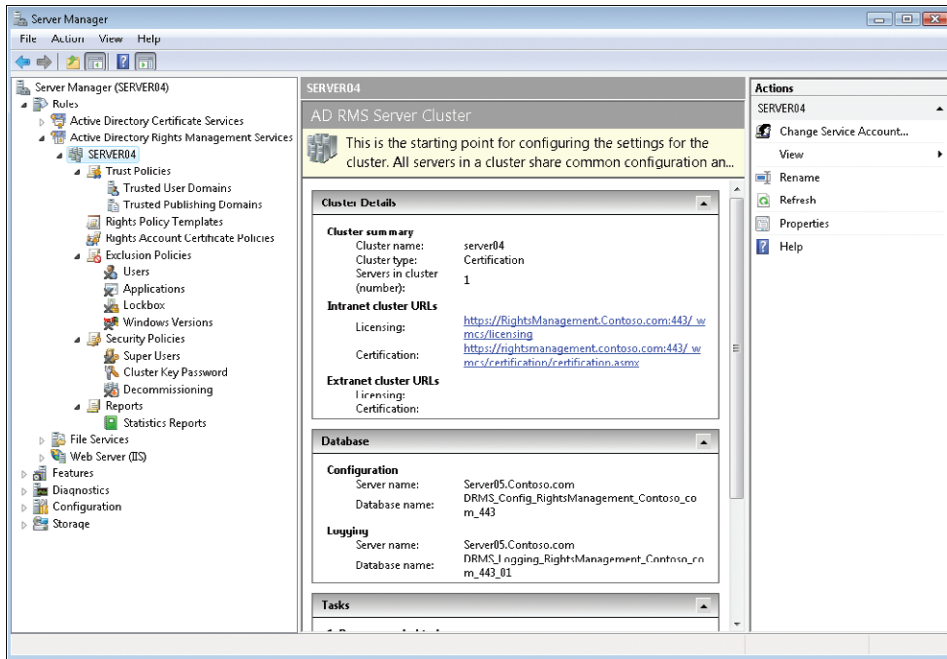 Server Manager
File Action View Help
Server Manager (SERVER04)
Rules
Active Directory Certificate Services
Active Directory Rights Management Services
SERVER04
Trust Policies
Trusted User Domains
Trusted Publishing Domains
Rights Policy Templates
Rights Account Certificate Policies
Exclusion Policies
Users
Applications
Lockbox
Windows Versions
Security Policies
Super Users
Cluster Key Password
Decommissioning
Reports
Statistics Reports
File Services
Web Server (IIS)
Features
Diagnostics
Configuration
Storage
SERVER04
AD RMS Server Cluster
This is the starting point for configuring the settings for the
cluster. All servers in a cluster share common configuration an...
Cluster Details
Cluster summary
Cluster name: server04
Cluster type: Certification
Servers in cluster
(number): 1
Intranet cluster URLs
Licensing: https://RightsManagement.Contoso.com:443/_w
mcs/licensing
Certification: https://rightsmanagement.contoso.com:443/_w
mcs/certification/certification.asmx
Extranet cluster URLs
Licensing:
Certification:
Database
Configuration
Server name: Server05.Contoso.com
Database name: DRMS_Config_RightsManagement_Contoso_co
m_443
Logging
Server name: Server05.Contoso.com
Database name: DRMS_Logging_RightsManagement_Contoso_co
m_443_01
Tasks
Actions
SERVER04
Change Service Account...
View
Rename
Refresh
Properties
Help